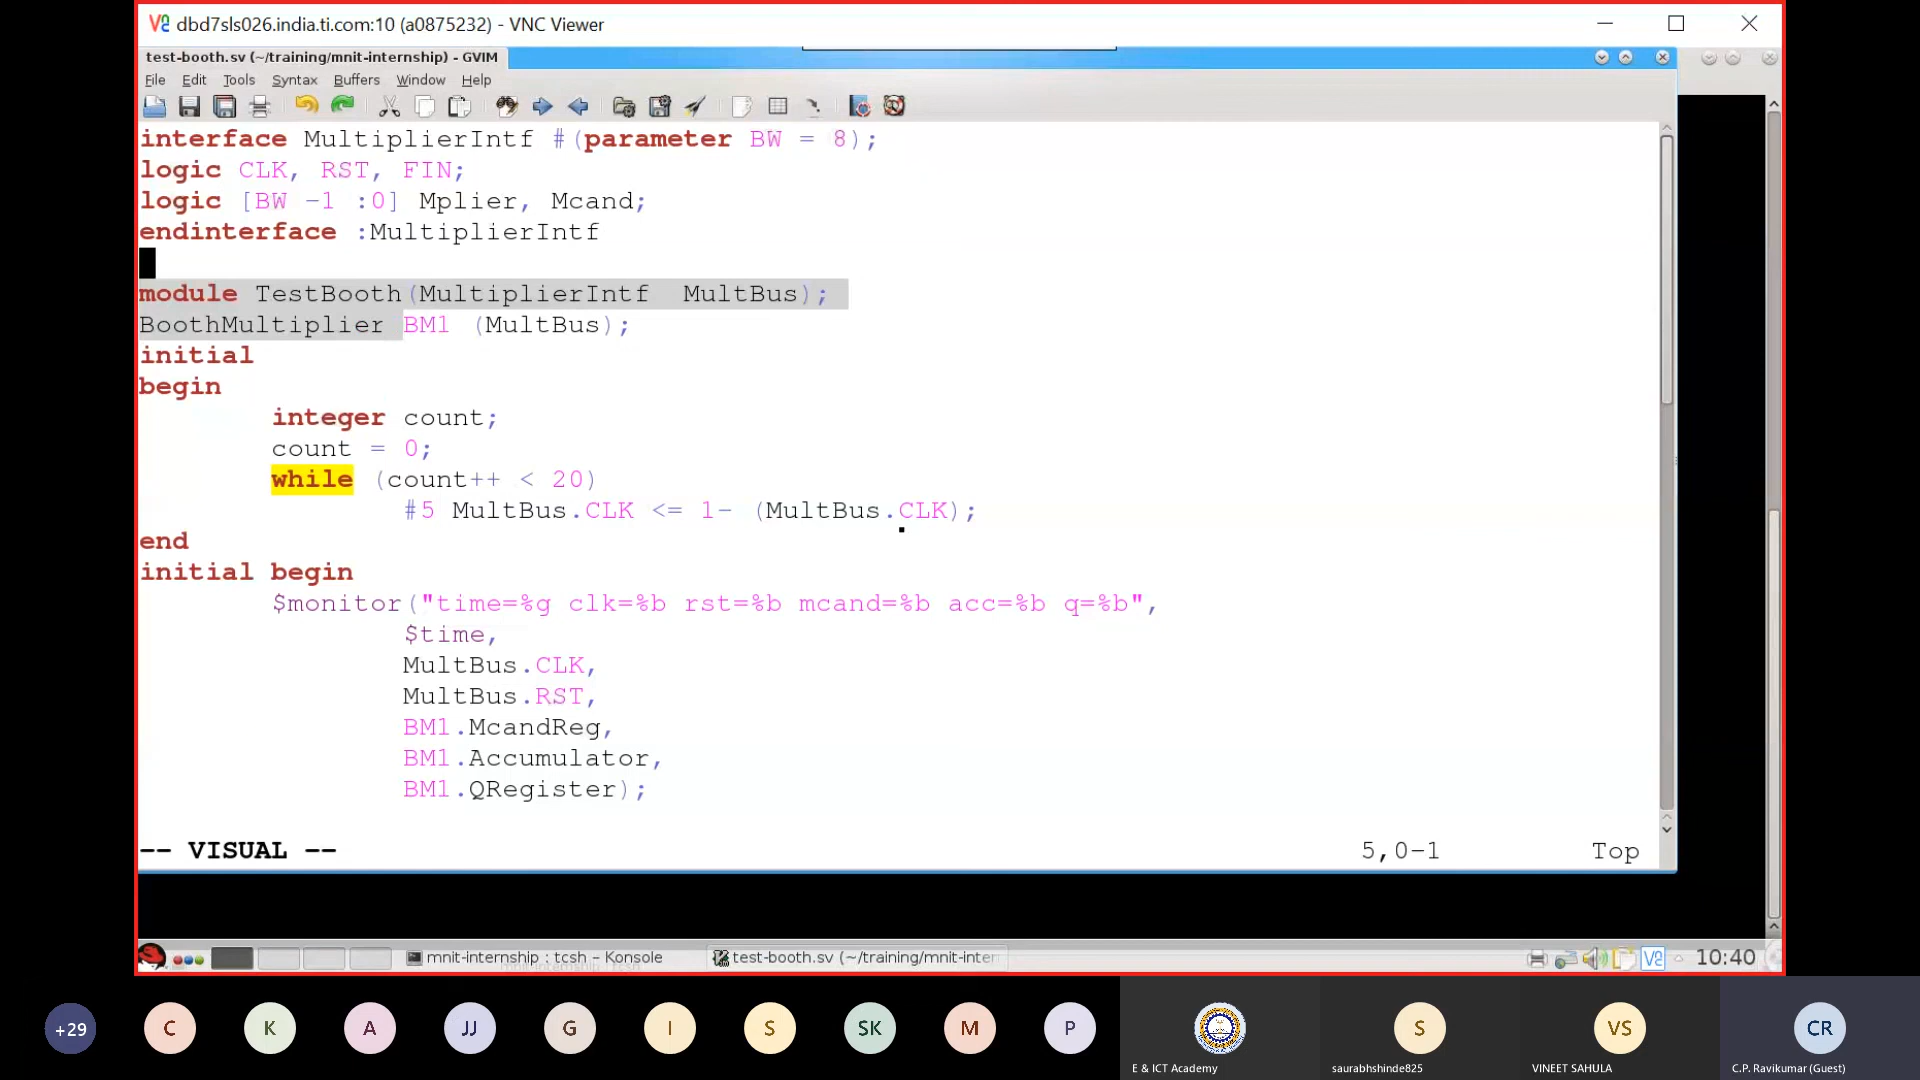 dbd7sls026.india.ti.com:10 (a0875232) - VNC Viewer
test-booth.sv (~/training/mnit-internship) - GVIM
File Edit Tools Syntax Buffers Window Help
interface MultiplierIntf #(parameter BW = 8);
logic CLK, RST, FIN;
logic [BW -1 :0] Mplier, Mcand;
endinterface :MultiplierIntf
module TestBooth(MultiplierIntf  MultBus);
BoothMultiplier BM1 (MultBus);
initial
begin
integer count;
count = 0;
while (count++ < 20)
#5 MultBus.CLK <= 1- (MultBus.CLK);
end
initial begin
$monitor("time=%g clk=%b rst=%b mcand=%b acc=%b q=%b",
$time,
MultBus.CLK,
MultBus.RST,
BM1.McandReg,
BM1.Accumulator,
BM1.QRegister);
-- VISUAL -- 5,0-1 Top
mnit-internship : tcsh - Konsole test-booth.sv (~/training/mnit-inter 10:40
+29 C K A JJ G I S SK M P S VS CR
E & ICT Academy saurabhshinde825 VINEET SAHULA C.P. Ravikumar (Guest)